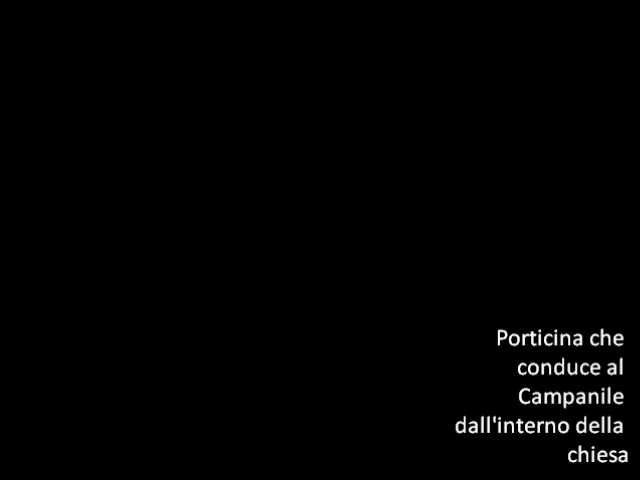 Porticina che
conduce al
Campanile
dall'interno della
chiesa